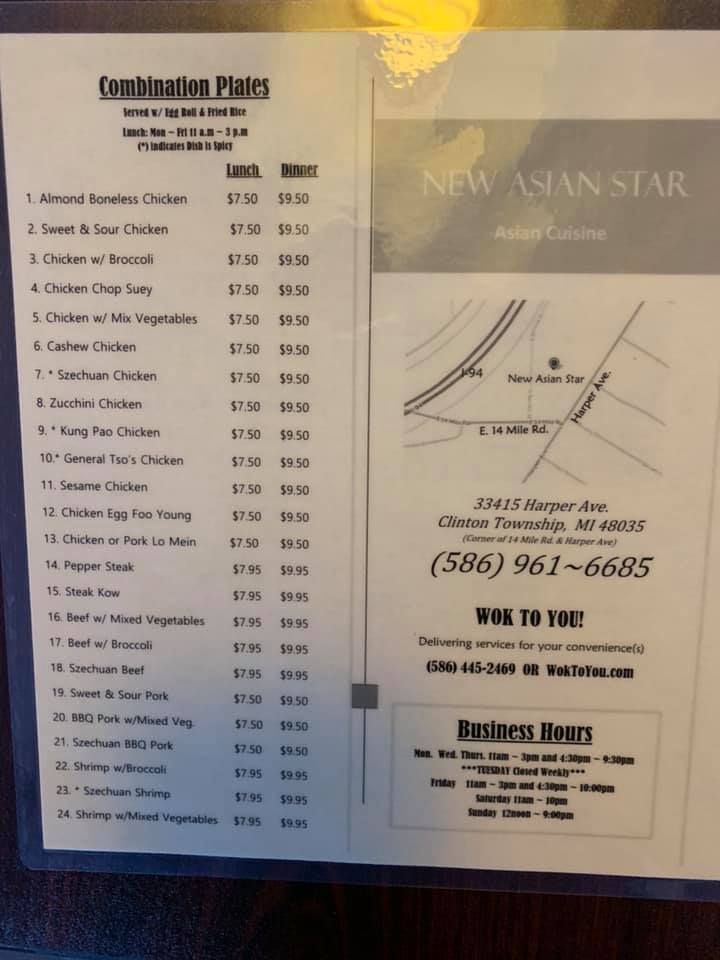 Combination Plates
Served w/ Egg Roll & Fried Rice
Lunch: Mon ~ Fri 11 a.m ~ 3 p.m
(*) Indicates Dish is Spicy
Lunch Dinner
1. Almond Boneless Chicken $7.50 $9.50
2. Sweet & Sour Chicken $7.50 $9.50
3. Chicken w/ Broccoli $7.50 $9.50
4. Chicken Chop Suey $7.50 $9.50
5. Chicken w/ Mix Vegetables $7.50 $9.50
6. Cashew Chicken $7.50 $9.50
7. * Szechuan Chicken $7.50 $9.50
8. Zucchini Chicken $7.50 $9.50
9. * Kung Pao Chicken $7.50 $9.50
10.* General Tso's Chicken $7.50 $9.50
11. Sesame Chicken $7.50 $9.50
12. Chicken Egg Foo Young $7.50 $9.50
13. Chicken or Pork Lo Mein $7.50 $9.50
14. Pepper Steak $7.95 $9.95
15. Steak Kow $7.95 $9.95
16. Beef w/ Mixed Vegetables $7.95 $9.95
17. Beef w/ Broccoli $7.95 $9.95
18. Szechuan Beef $7.95 $9.95
19. Sweet & Sour Pork $7.50 $9.50
20. BBQ Pork w/Mixed Veg. $7.50 $9.50
21. Szechuan BBQ Pork $7.50 $9.50
22. Shrimp w/Broccoli $7.95 $9.95
23. * Szechuan Shrimp $7.95 $9.95
24. Shrimp w/Mixed Vegetables $7.95 $9.95
NEW ASIAN STAR
Asian Cuisine
I-94
New Asian Star
Harper Ave.
E. 14 Mile Rd.
33415 Harper Ave.
Clinton Township, MI 48035
(Corner of 14 Mile Rd. & Harper Ave)
(586) 961~6685
WOK TO YOU!
Delivering services for your convenience(s)
(586) 445-2469 OR WokToYou.com
Business Hours
Mon. Wed. Thurs. 11am ~ 3pm and 4:30pm ~ 9:30pm
***TUESDAY Closed Weekly***
Friday 11am ~ 3pm and 4:30pm ~ 10:00pm
Saturday 11am ~ 10pm
Sunday 12noon ~ 9:00pm